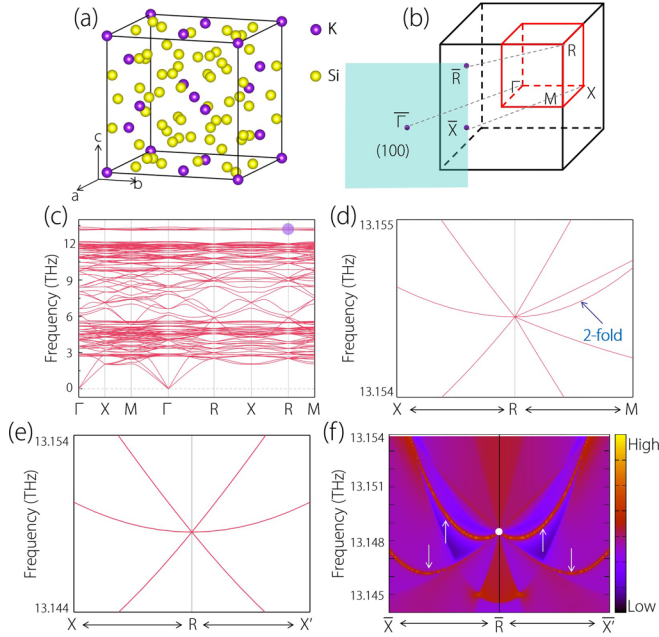 (a)
K
Si
c
a
b
(b)
R
R̅
Γ
M
X
Γ̅
X̅
(100)
(c)
Frequency (THz)
12
9
6
3
0
Γ X M Γ R X R M
(d)
Frequency (THz)
13.155
13.154
2-fold
X R M
(e)
Frequency (THz)
13.154
13.144
X R X′
(f)
Frequency (THz)
13.154
13.151
13.148
13.145
X̅ R̅ X̅′
High
Low